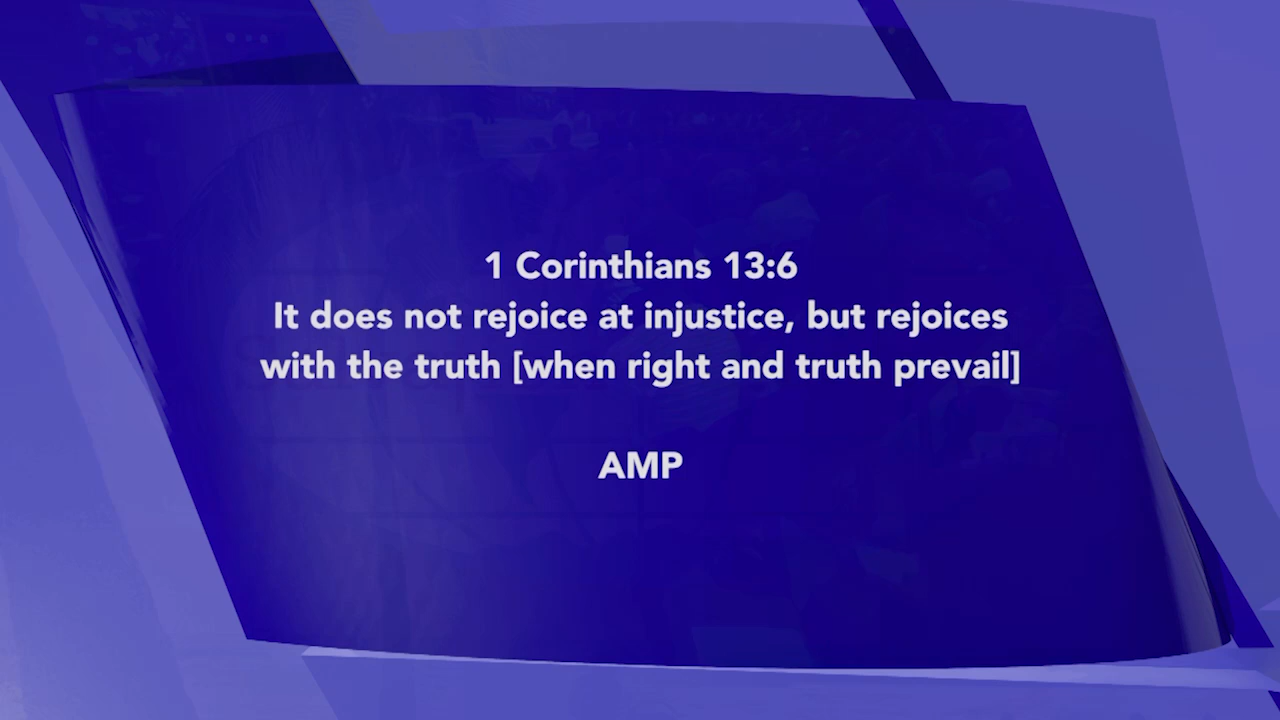 1 Corinthians 13:6
It does not rejoice at injustice, but rejoices
with the truth [when right and truth prevail]
AMP